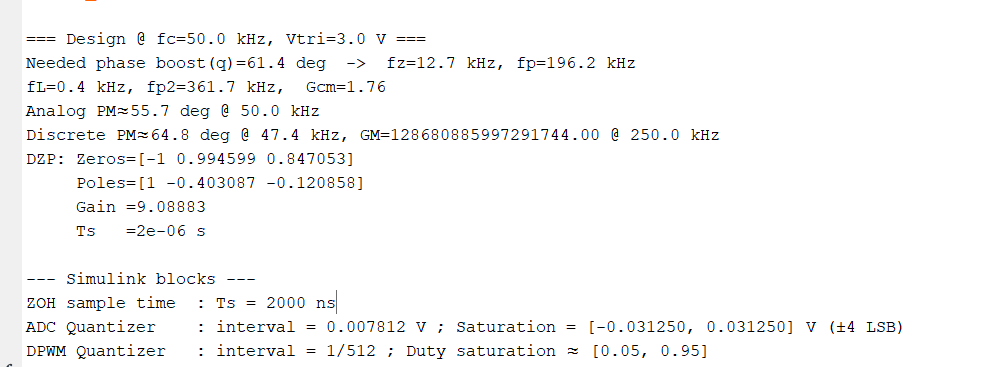 === Design @ fc=50.0 kHz, Vtri=3.0 V ===
Needed phase boost(q)=61.4 deg  ->  fz=12.7 kHz, fp=196.2 kHz
fL=0.4 kHz, fp2=361.7 kHz,  Gcm=1.76
Analog PM≈55.7 deg @ 50.0 kHz
Discrete PM≈64.8 deg @ 47.4 kHz, GM=128680885997291744.00 @ 250.0 kHz
DZP: Zeros=[-1 0.994599 0.847053]
     Poles=[1 -0.403087 -0.120858]
     Gain =9.08883
     Ts   =2e-06 s
--- Simulink blocks ---
ZOH sample time  : Ts = 2000 ns
ADC Quantizer    : interval = 0.007812 V ; Saturation = [-0.031250, 0.031250] V (±4 LSB)
DPWM Quantizer   : interval = 1/512 ; Duty saturation ≈ [0.05, 0.95]